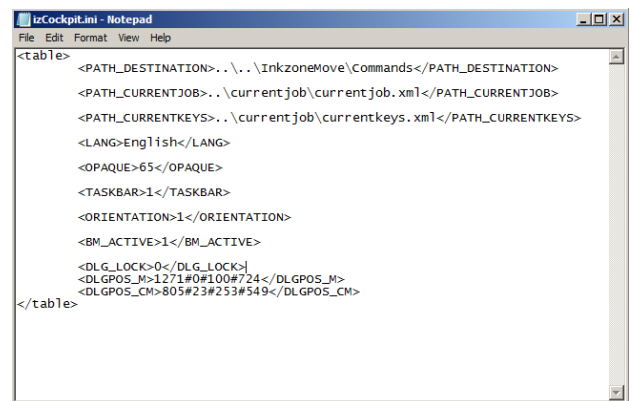 izCockpit.ini - Notepad
File Edit Format View Help
<table>
<PATH_DESTINATION>..\..\InkzoneMove\Commands</PATH_DESTINATION>
<PATH_CURRENTJOB>..\currentjob\currentjob.xml</PATH_CURRENTJOB>
<PATH_CURRENTKEYS>..\currentjob\currentkeys.xml</PATH_CURRENTKEYS>
<LANG>English</LANG>
<OPAQUE>65</OPAQUE>
<TASKBAR>1</TASKBAR>
<ORIENTATION>1</ORIENTATION>
<BM_ACTIVE>1</BM_ACTIVE>
<DLG_LOCK>0</DLG_LOCK>
<DLGPOS_M>1271#0#100#724</DLGPOS_M>
<DLGPOS_CM>805#23#253#549</DLGPOS_CM>
</table>